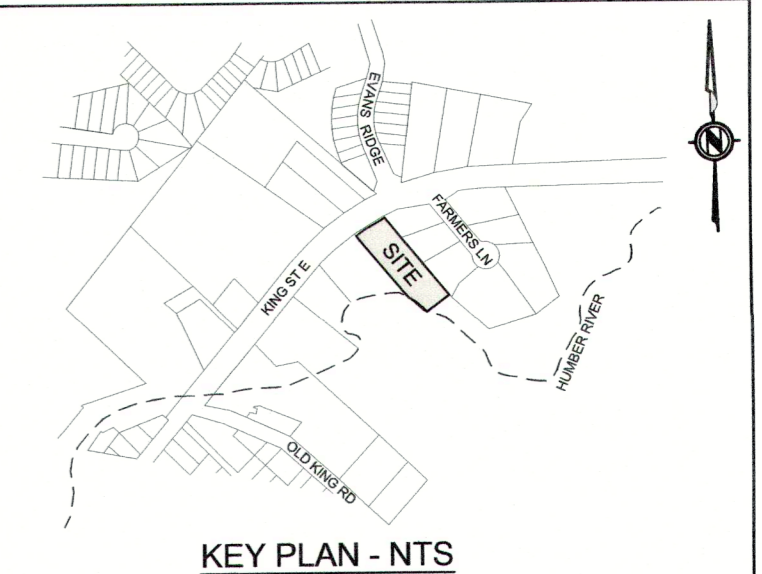 EVANS RIDGE
N
FARMERS LN
SITE
KING ST E
HUMBER RIVER
OLD KING RD
KEY PLAN - NTS